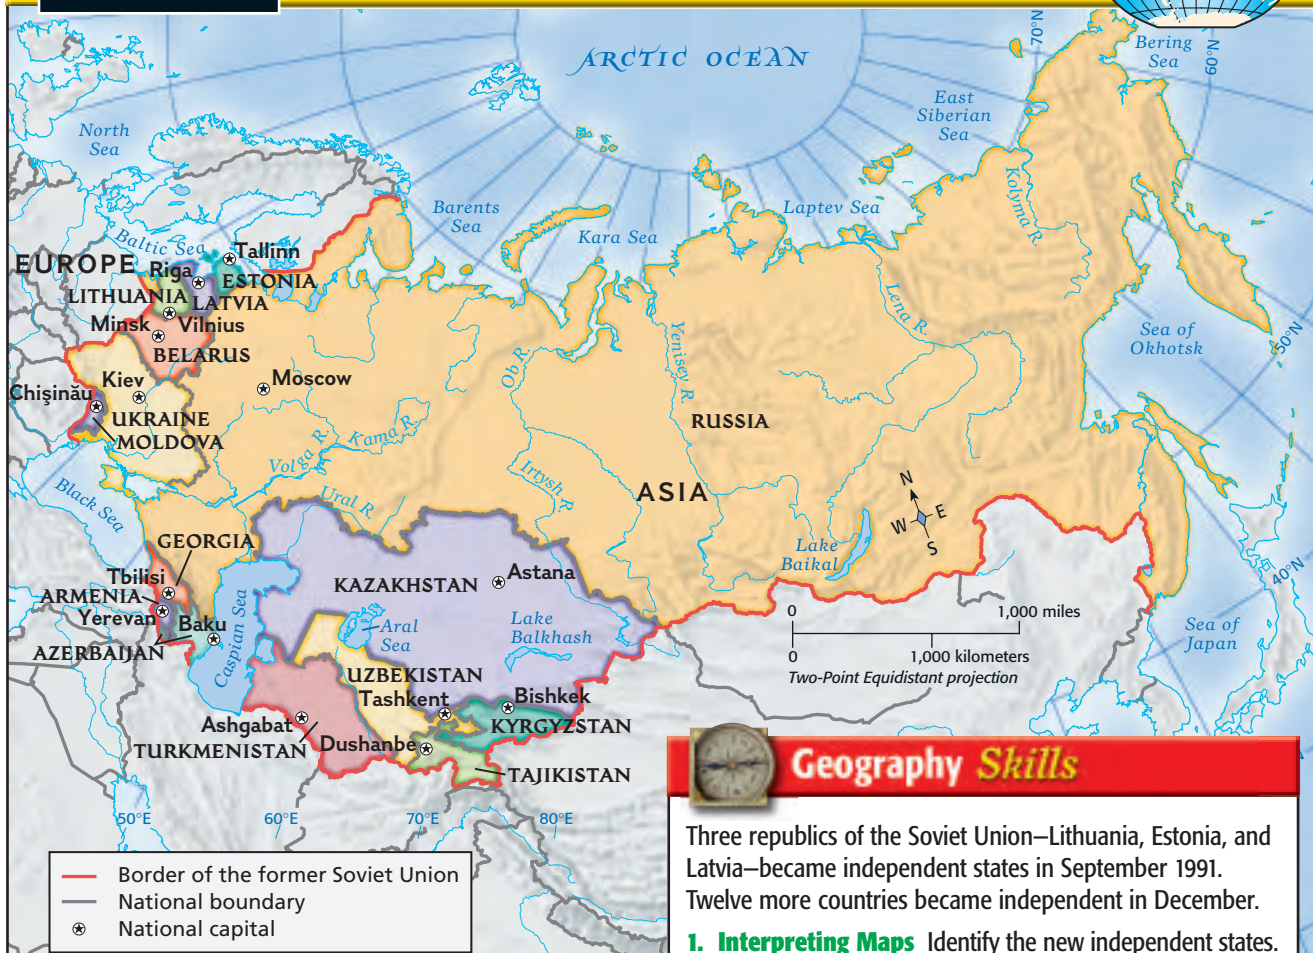 ARCTIC OCEAN
70°N
Bering
Sea
60°N
East
Siberian
Sea
North
Sea
Kolyma R.
Barents
Sea
Laptev Sea
Kara Sea
Baltic Sea
Tallinn
EUROPE
Riga
ESTONIA
LITHUANIA
LATVIA
Minsk
Vilnius
BELARUS
Lena R.
Sea of
Okhotsk
50°N
Yenisey R.
Ob R.
Moscow
Kiev
Chişinău
UKRAINE
MOLDOVA
RUSSIA
Kama R.
Volga R.
Irtysh R.
Ural R.
ASIA
Black Sea
N
W
E
S
GEORGIA
Lake
Baikal
40°N
Tbilisi
ARMENIA
Yerevan
Baku
AZERBAIJAN
Caspian Sea
KAZAKHSTAN
Astana
Aral
Sea
Lake
Balkhash
0
1,000 miles
0
1,000 kilometers
Two-Point Equidistant projection
Sea of
Japan
UZBEKISTAN
Tashkent
Bishkek
KYRGYZSTAN
Ashgabat
TURKMENISTAN
Dushanbe
TAJIKISTAN
50°E
60°E
70°E
80°E
Border of the former Soviet Union
National boundary
National capital
Geography Skills
Three republics of the Soviet Union—Lithuania, Estonia, and
Latvia—became independent states in September 1991.
Twelve more countries became independent in December.
1. Interpreting Maps Identify the new independent states.